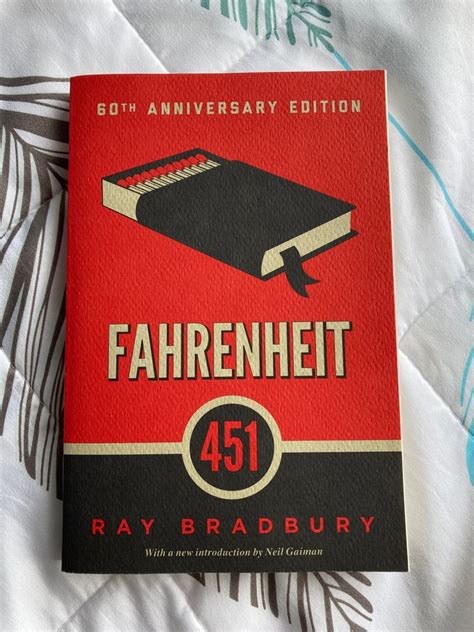 60TH ANNIVERSARY EDITION
FAHRENHEIT
451
RAY BRADBURY
With a new introduction by Neil Gaiman